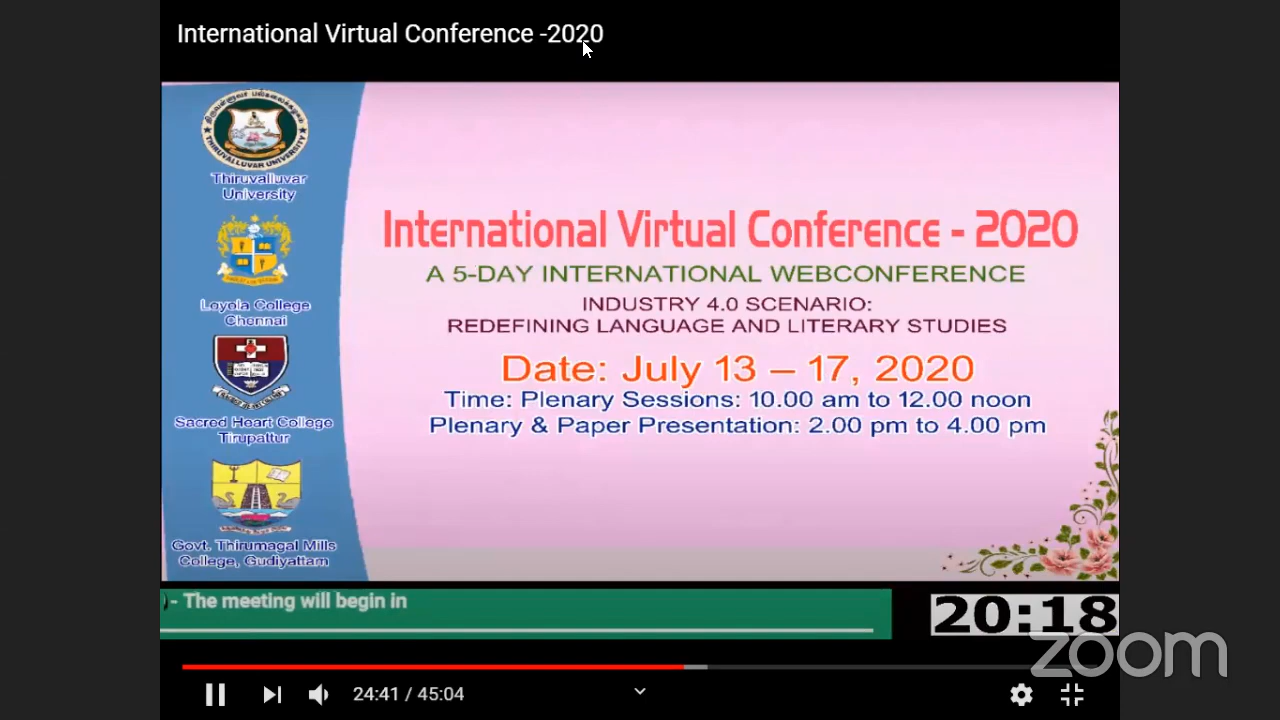 International Virtual Conference -2020
THIRUVALLUVAR UNIVERSITY
Thiruvalluvar
University
Loyola College
Chennai
Sacred Heart College
Tirupattur
Govt. Thirumagal Mills
College, Gudiyattam
International Virtual Conference - 2020
A 5-DAY INTERNATIONAL WEBCONFERENCE
INDUSTRY 4.0 SCENARIO:
REDEFINING LANGUAGE AND LITERARY STUDIES
Date: July 13 – 17, 2020
Time: Plenary Sessions: 10.00 am to 12.00 noon
Plenary & Paper Presentation: 2.00 pm to 4.00 pm
) - The meeting will begin in
20:18
zoom
24:41 / 45:04